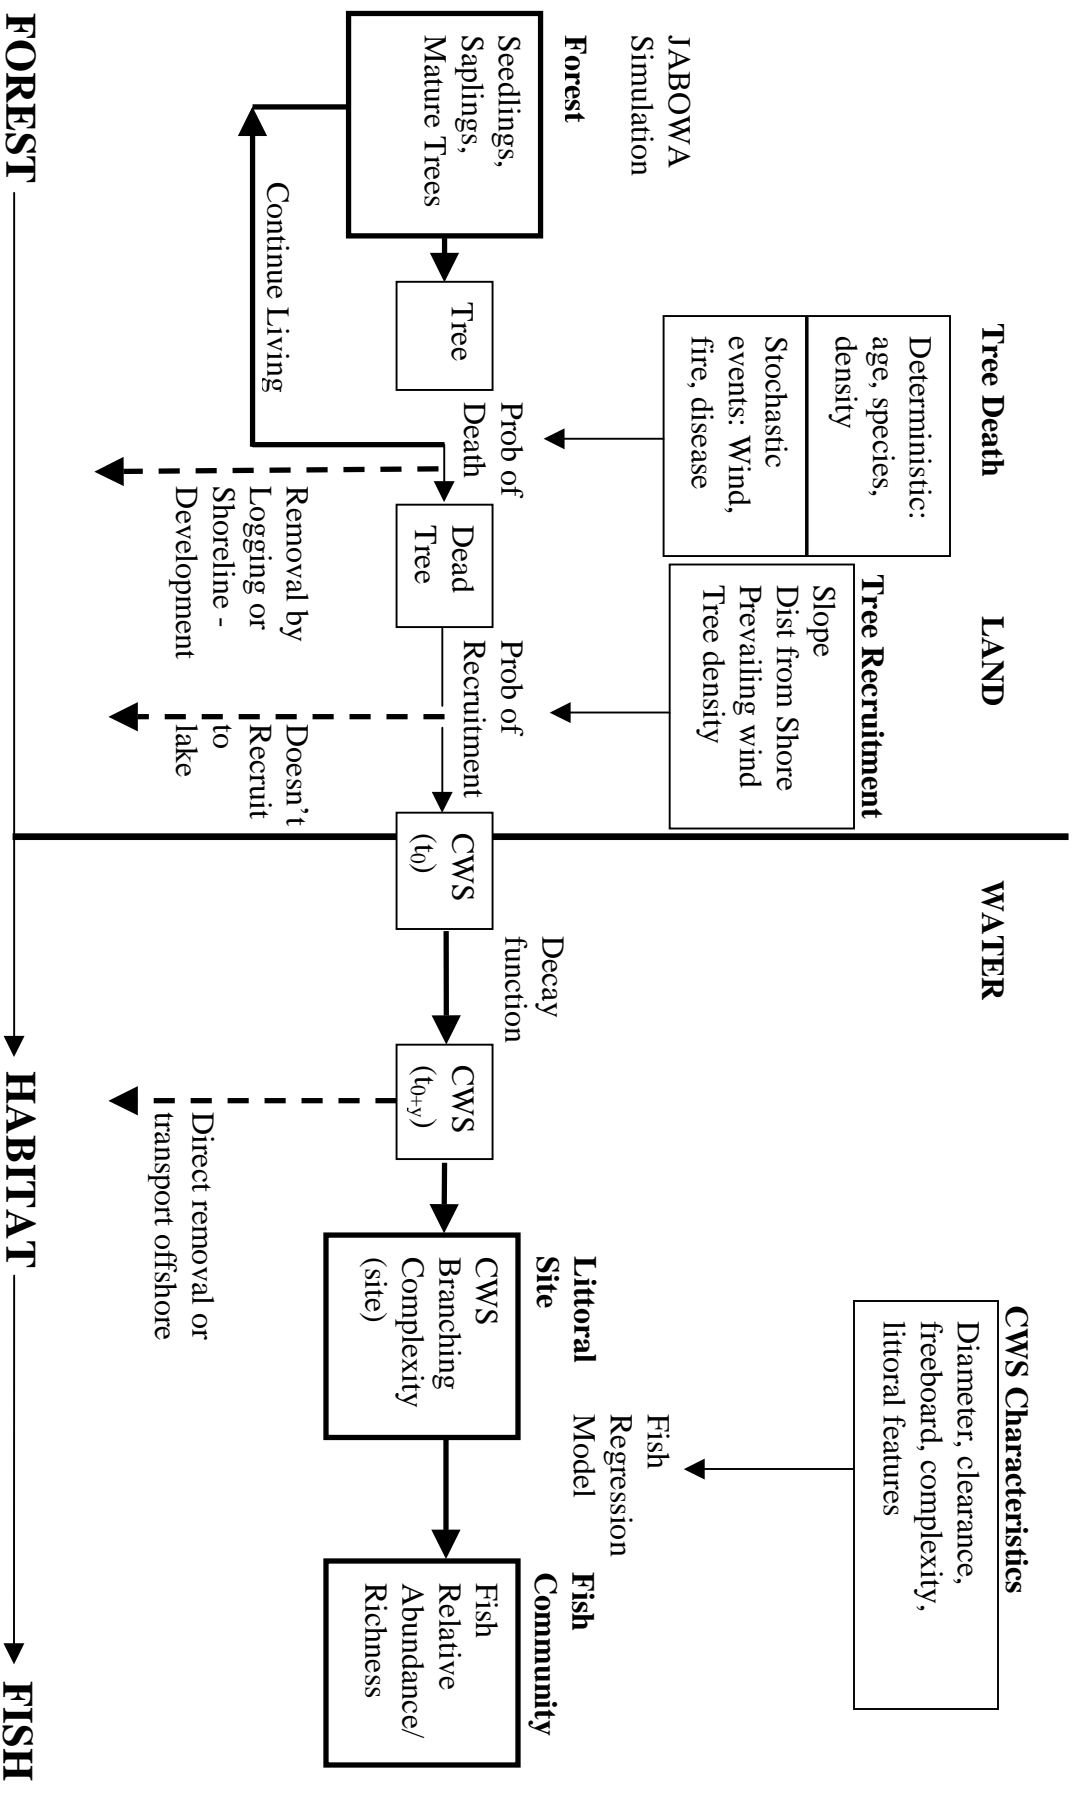 JABOWA
Simulation
Forest
Seedlings,
Saplings,
Mature Trees
Continue Living
Tree
Tree Death
Deterministic:
age, species,
density
Stochastic
events: Wind,
fire, disease
Prob of
Death
Removal by
Logging or
Shoreline -
Development
Dead
Tree
LAND
Tree Recruitment
Slope
Dist from Shore
Prevailing wind
Tree density
Prob of
Recruitment
Doesn't
Recruit
to
lake
WATER
CWS
(t0)
Decay
function
CWS
(t0+y)
Direct removal or
transport offshore
Littoral
Site
CWS
Branching
Complexity
(site)
CWS Characteristics
Diameter, clearance,
freeboard, complexity,
littoral features
Fish
Regression
Model
Fish
Community
Fish
Relative
Abundance/
Richness
FOREST
HABITAT
FISH